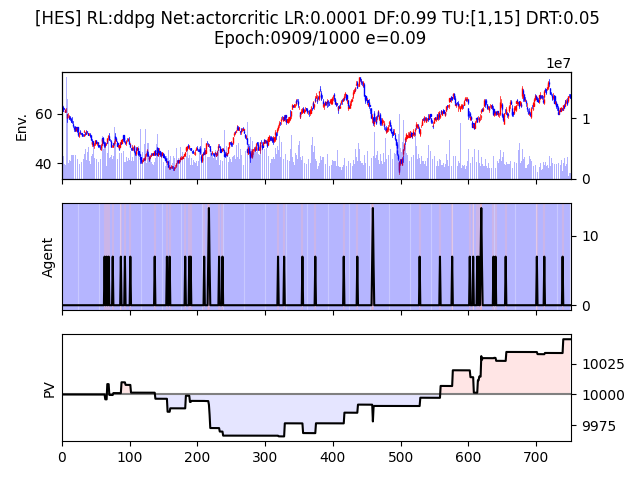 [HES] RL:ddpg Net:actorcritic LR:0.0001 DF:0.99 TU:[1,15] DRT:0.05
Epoch:0909/1000 e=0.09
1e7
Env.
60
40
1
0
Agent
10
0
PV
10025
10000
9975
0 100 200 300 400 500 600 700